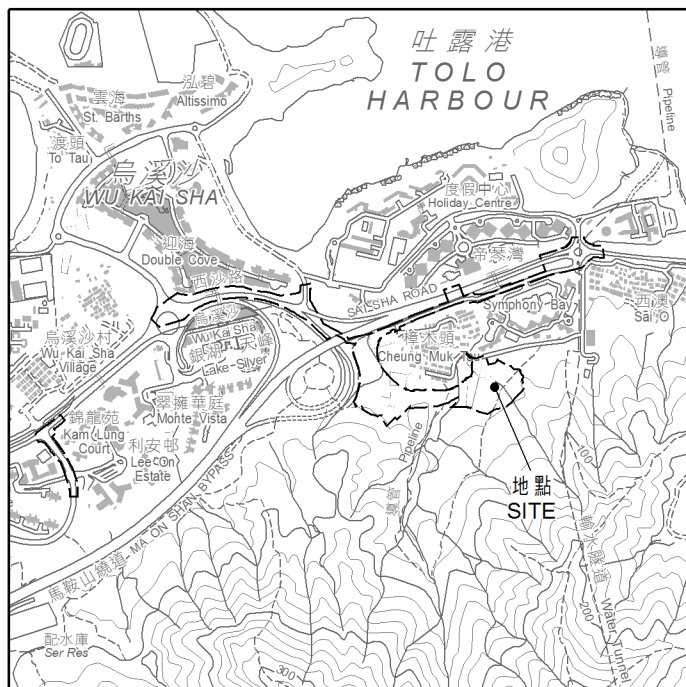 吐露港
TOLO
HARBOUR
導管 Pipeline
泓碧
Altissimo
雲海
St. Barths
渡頭
To Tau
烏溪沙
WU KAI SHA
度假中心
Holiday Centre
迎海
Double Cove
帝琴灣
西沙路
SAI SHA ROAD
Symphony Bay
西澳
Sai O
烏溪沙
Wu Kai Sha
烏溪沙村
Wu Kai Sha
Village
樟木頭
Cheung Muk Tau
銀湖·天峰
Lake Silver
翠擁華庭
Monte Vista
錦龍苑
Kam Lung
Court
利安邨
Lee On
Estate
導管 Pipeline
地點
SITE
100
馬鞍山繞道 MA ON SHAN BYPASS
輸水隧道 Water Tunnel
200
配水庫
Ser Res
300